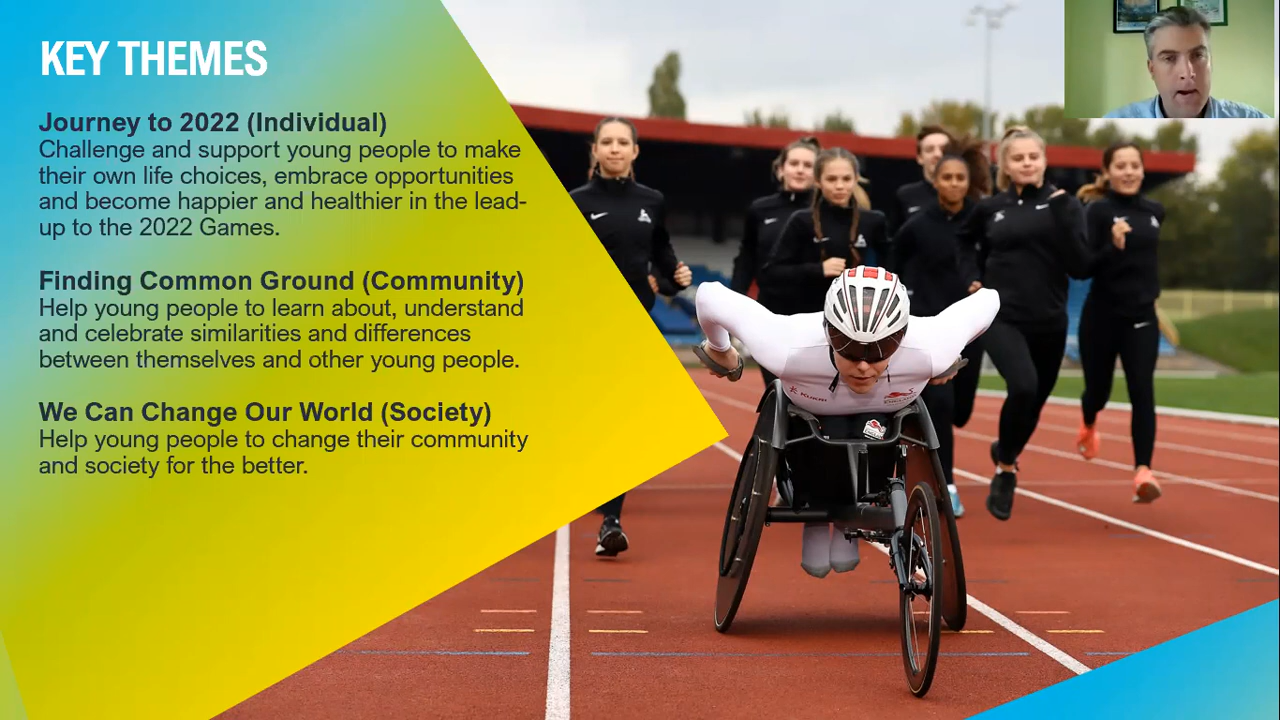 KEY THEMES
Journey to 2022 (Individual)
Challenge and support young people to make
their own life choices, embrace opportunities
and become happier and healthier in the lead-
up to the 2022 Games.
Finding Common Ground (Community)
Help young people to learn about, understand
and celebrate similarities and differences
between themselves and other young people.
We Can Change Our World (Society)
Help young people to change their community
and society for the better.
KUKRI
ENGLAND